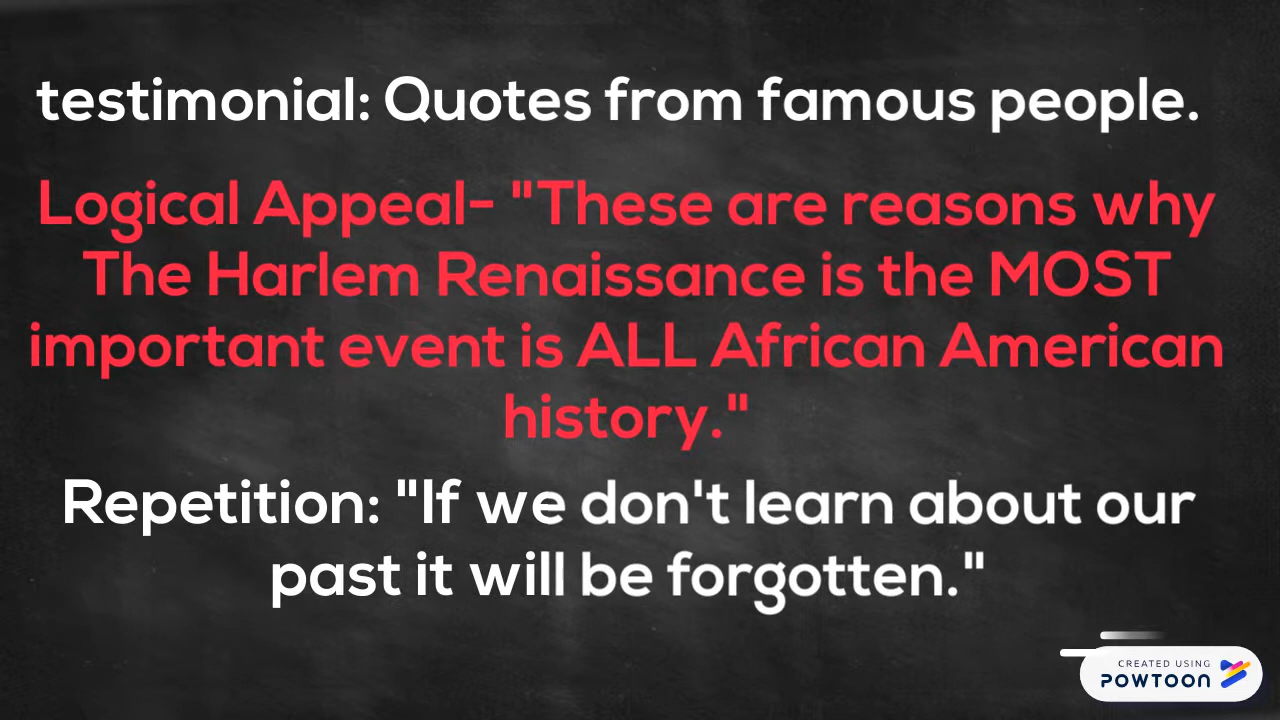 testimonial: Quotes from famous people.
Logical Appeal- "These are reasons why
The Harlem Renaissance is the MOST
important event is ALL African American
history."
Repetition: "If we don't learn about our
past it will be forgotten."
CREATED USING
POWTOON